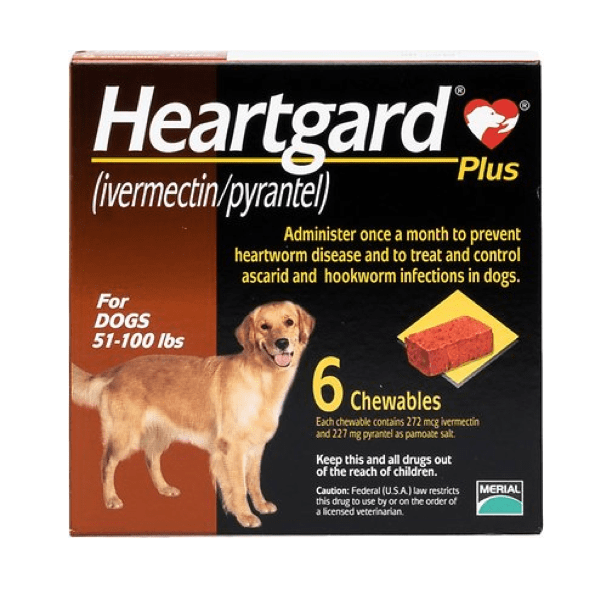 Heartgard® ®
Plus
(ivermectin/pyrantel)
Administer once a month to prevent
heartworm disease and to treat and control
ascarid and hookworm infections in dogs.
For
DOGS
51-100 lbs
6 Chewables
Each chewable contains 272 mcg ivermectin
and 227 mg pyrantel as pamoate salt.
Keep this and all drugs out
of the reach of children.
Caution: Federal (U.S.A.) law restricts
this drug to use by or on the order of
a licensed veterinarian.
MERIAL